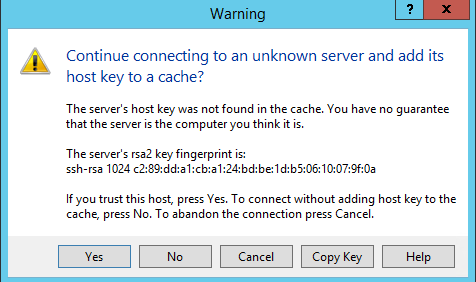 Warning
Continue connecting to an unknown server and add its
host key to a cache?
The server's host key was not found in the cache. You have no guarantee
that the server is the computer you think it is.
The server's rsa2 key fingerprint is:
ssh-rsa 1024 c2:89:dd:a1:cb:a1:24:bd:be:1d:b5:06:10:07:9f:0a
If you trust this host, press Yes. To connect without adding host key to the
cache, press No. To abandon the connection press Cancel.
Yes No Cancel Copy Key Help